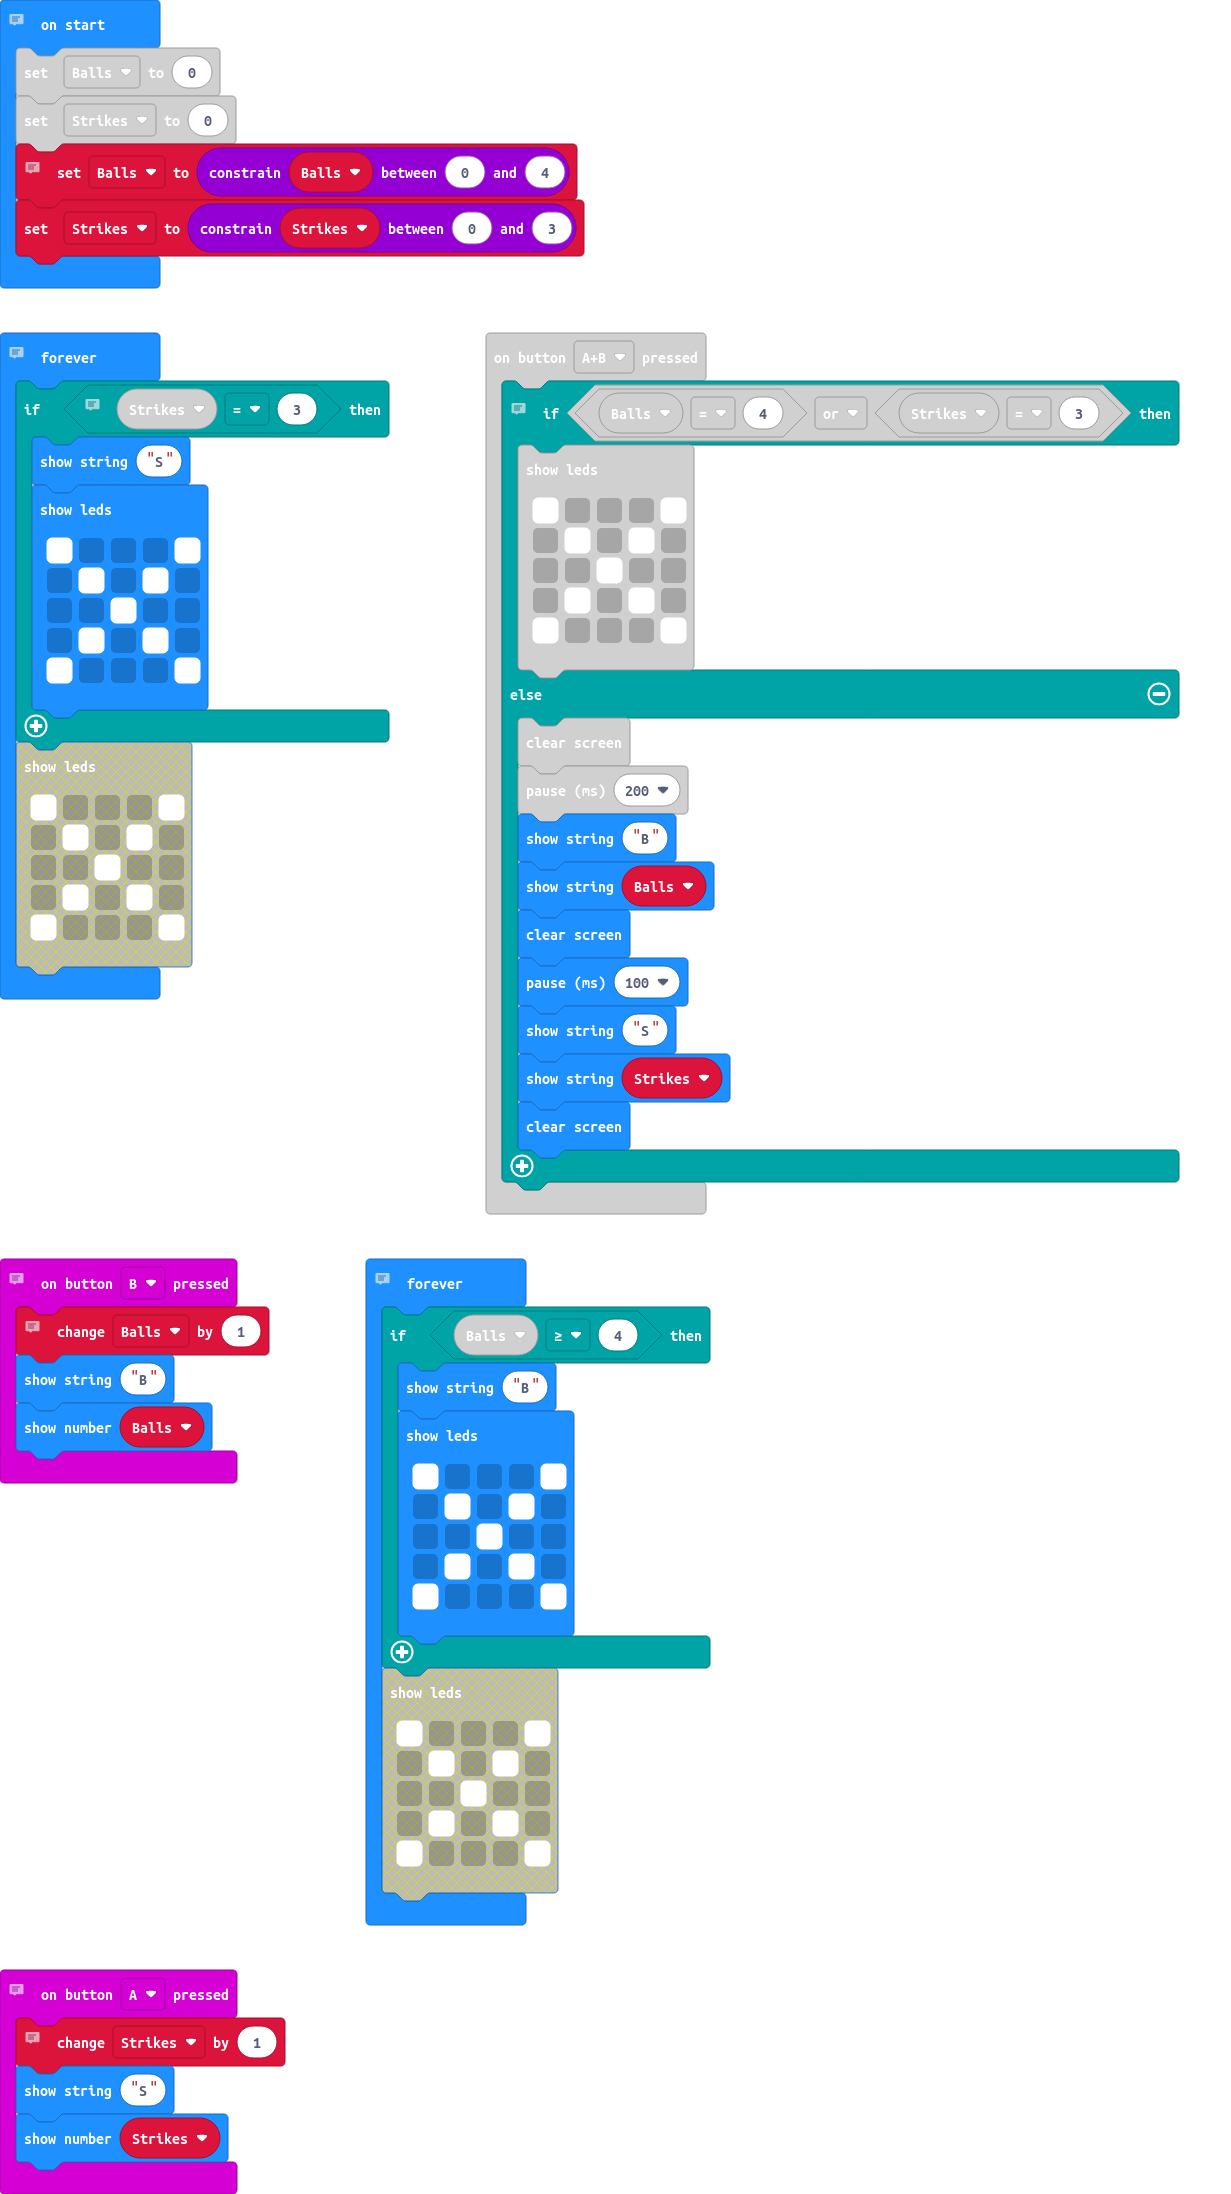 on start
set Balls to 0
set Strikes to 0
set Balls to constrain Balls between 0 and 4
set Strikes to constrain Strikes between 0 and 3
forever
if Strikes = 3 then
show string "S"
show leds
show leds
on button A+B pressed
if Balls = 4 or Strikes = 3 then
show leds
else
clear screen
pause (ms) 200
show string "B"
show string Balls
clear screen
pause (ms) 100
show string "S"
show string Strikes
clear screen
on button B pressed
change Balls by 1
show string "B"
show number Balls
forever
if Balls ≥ 4 then
show string "B"
show leds
show leds
on button A pressed
change Strikes by 1
show string "S"
show number Strikes